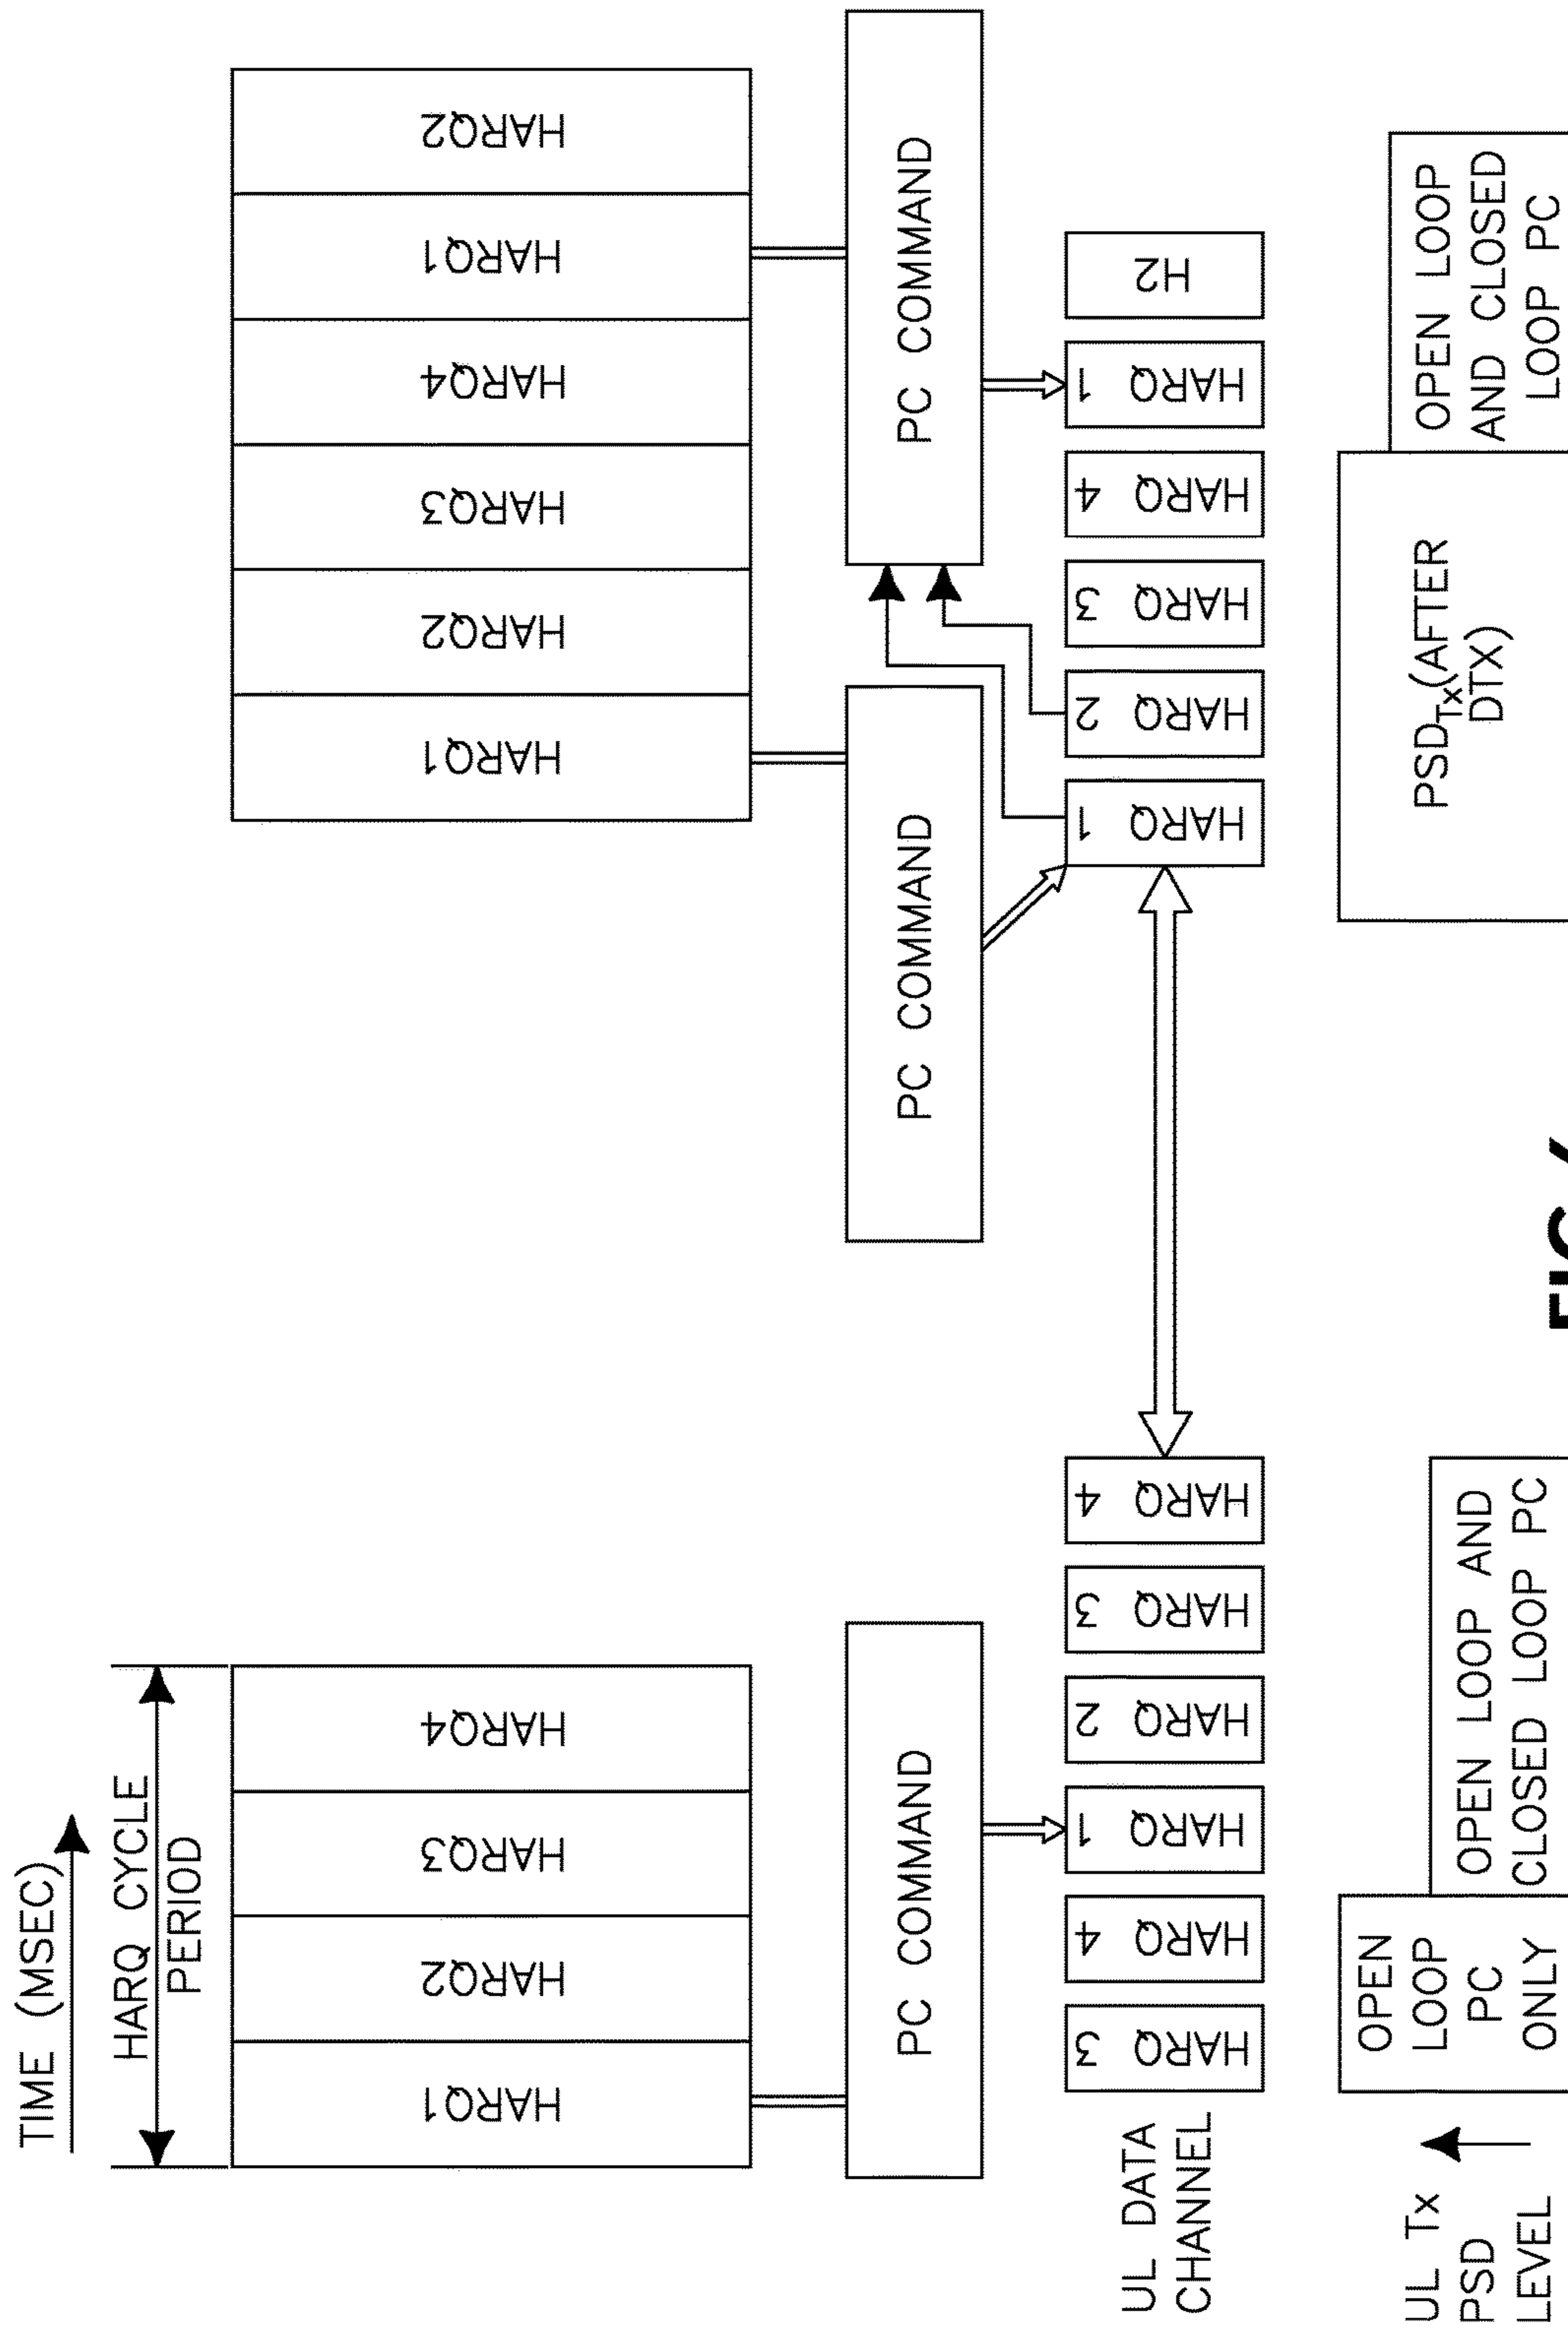 TIME (MSEC)
HARQ CYCLE
PERIOD
HARQ1
HARQ2
HARQ3
HARQ4
HARQ1
HARQ2
HARQ3
HARQ4
HARQ1
HARQ2
PC COMMAND
PC COMMAND
PC COMMAND
UL DATA
CHANNEL
HARQ 3
HARQ 4
HARQ 1
HARQ 2
HARQ 3
HARQ 4
HARQ 1
HARQ 2
HARQ 3
HARQ 4
HARQ 1
H2
UL Tx
PSD
LEVEL
OPEN
LOOP
PC
ONLY
OPEN LOOP AND
CLOSED LOOP PC
PSDTx(AFTER
DTX)
OPEN LOOP
AND CLOSED
LOOP PC